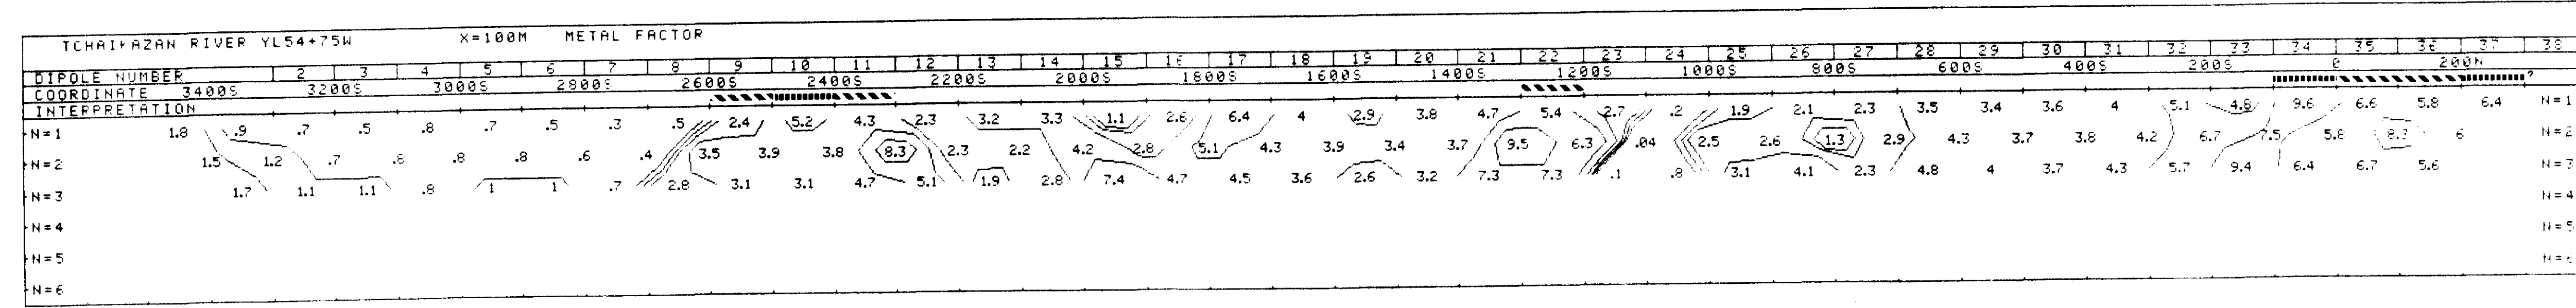 TCHAIKAZAN RIVER YL54+75W X=100M METAL FACTOR
DIPOLE NUMBER 2 3 4 5 6 7 8 9 10 11 12 13 14 15 16 17 18 19 20 21 22 23 24 25 26 27 28 29 30 31 32 33 34 35 36 37 38
COORDINATE 3400S 3200S 3000S 2800S 2600S 2400S 2200S 2000S 1800S 1600S 1400S 1200S 1000S 800S 600S 400S 200S 0 200N
INTERPRETATION ?
N=1 1.8 .9 .7 .5 .8 .7 .5 .3 .5 2.4 5.2 4.3 2.3 3.2 3.3 1.1 2.6 6.4 4 2.9 3.8 4.7 5.4 2.7 .2 1.9 2.1 2.3 3.5 3.4 3.6 4 5.1 4.8 9.6 6.6 5.8 6.4 N=1
N=2 1.5 1.2 .7 .8 .8 .8 .6 .4 3.5 3.9 3.8 8.3 2.3 2.2 4.2 2.8 5.1 4.3 3.9 3.4 3.7 9.5 6.3 .04 2.5 2.6 1.3 2.9 4.3 3.7 3.8 4.2 6.7 7.5 5.8 8.3 6 N=2
N=3 1.7 1.1 1.1 .8 1 1 .7 2.8 3.1 3.1 4.7 5.1 1.9 2.8 7.4 4.7 4.5 3.6 2.6 3.2 7.3 7.3 .1 .8 3.1 4.1 2.3 4.8 4 3.7 4.3 5.7 9.4 6.4 6.7 5.6 N=3
N=4 N=4
N=5 N=5
N=6 N=6